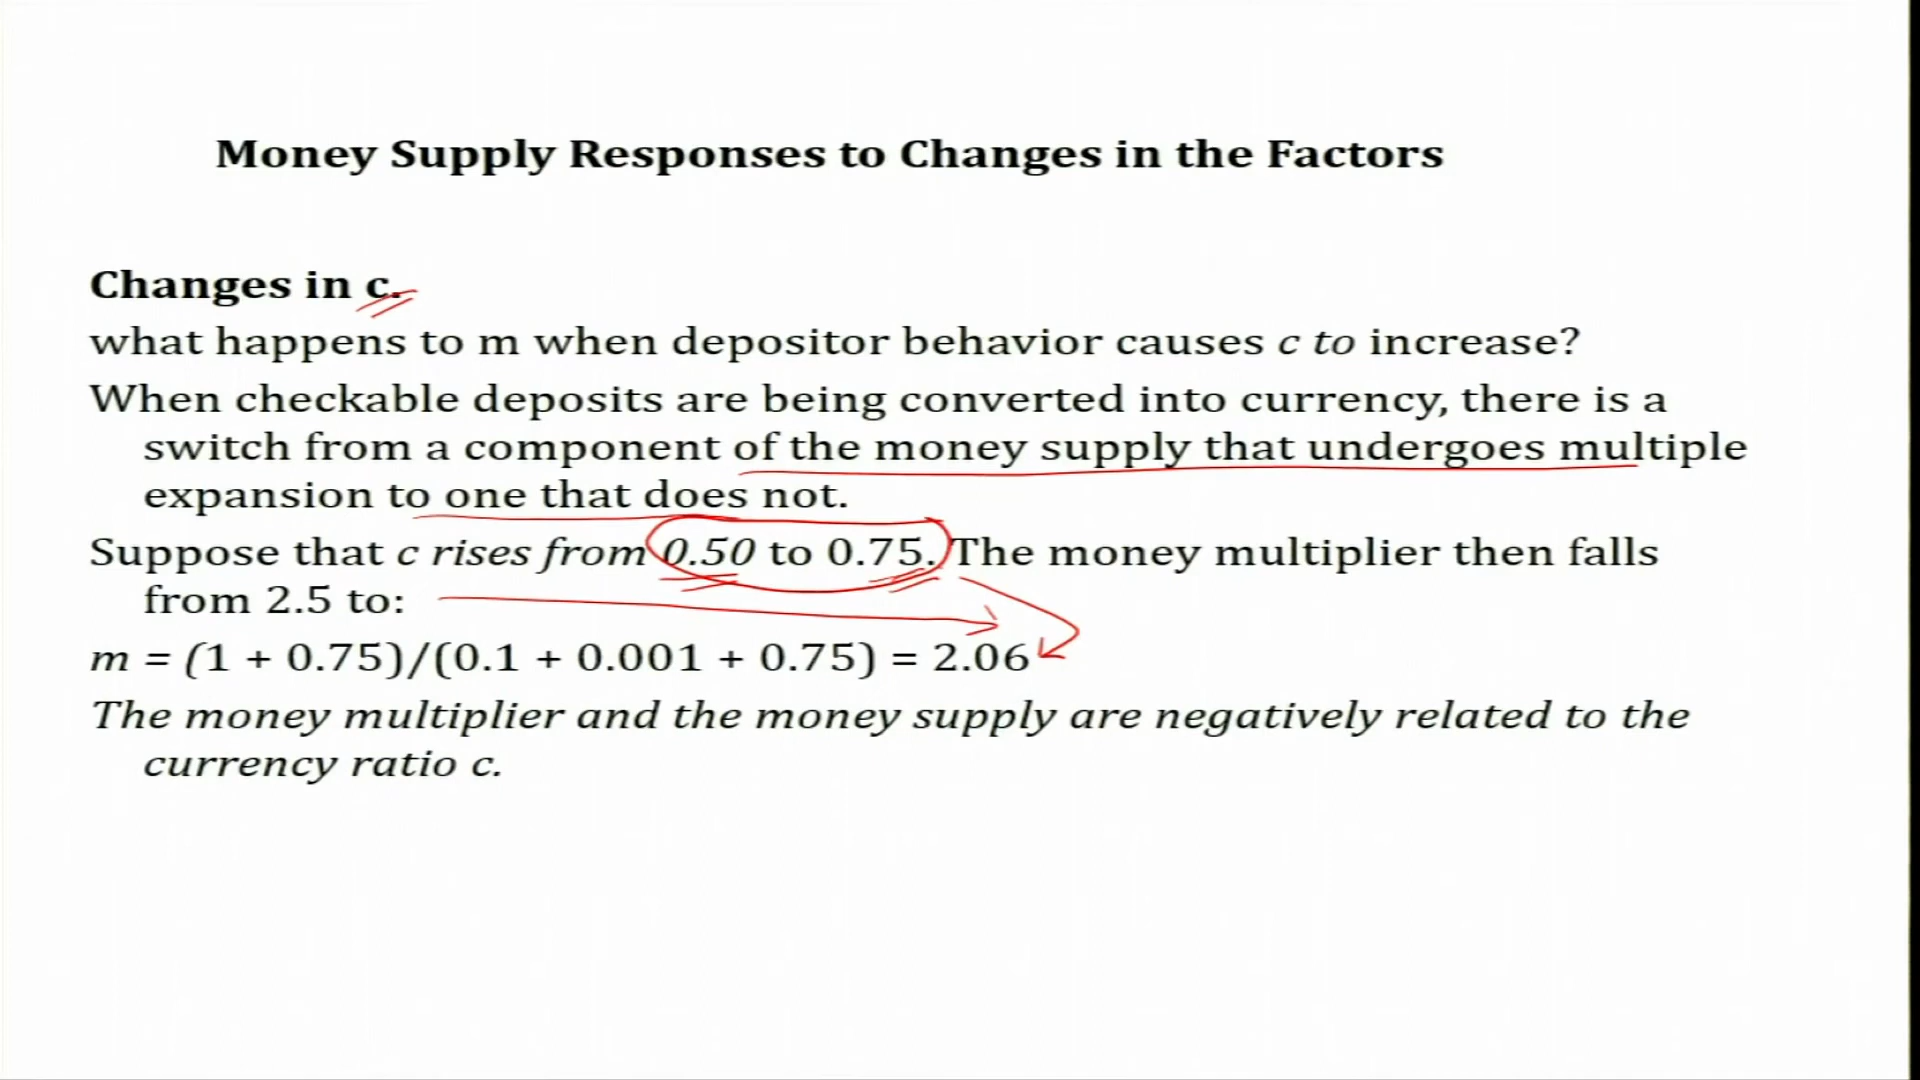 Money Supply Responses to Changes in the Factors
Changes in c.
what happens to m when depositor behavior causes c to increase?
When checkable deposits are being converted into currency, there is a
switch from a component of the money supply that undergoes multiple
expansion to one that does not.
Suppose that c rises from 0.50 to 0.75. The money multiplier then falls
from 2.5 to:
m = (1 + 0.75)/(0.1 + 0.001 + 0.75) = 2.06
The money multiplier and the money supply are negatively related to the
currency ratio c.